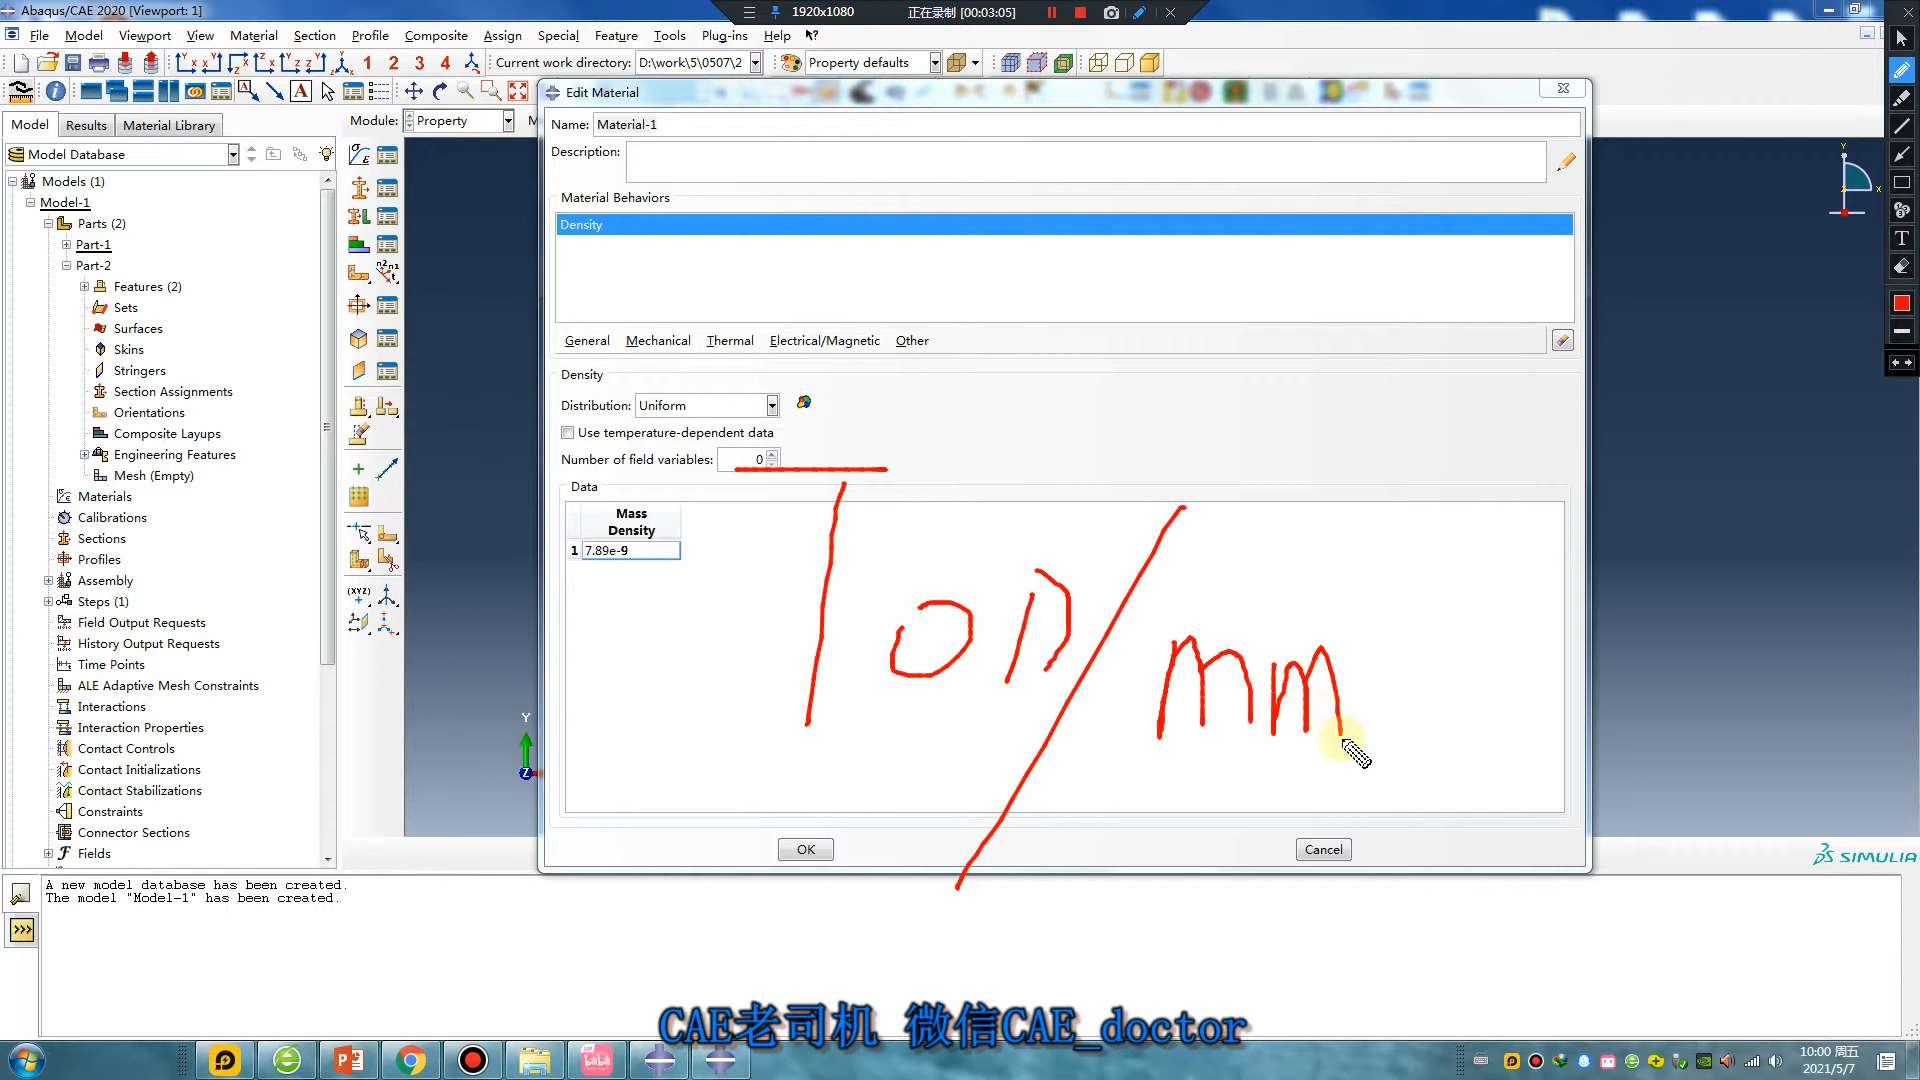 Abaqus/CAE 2020 [Viewport: 1]
1920x1080 正在录制 [00:03:05]
File Model Viewport View Material Section Profile Composite Assign Special Feature Tools Plug-ins Help
1 2 3 4 Current work directory: D:\work\5\0507\2 Property defaults
Model Results Material Library
Module: Property
Model Database
Models (1)
Model-1
Parts (2)
Part-1
Part-2
Features (2)
Sets
Surfaces
Skins
Stringers
Section Assignments
Orientations
Composite Layups
Engineering Features
Mesh (Empty)
Materials
Calibrations
Sections
Profiles
Assembly
Steps (1)
Field Output Requests
History Output Requests
Time Points
ALE Adaptive Mesh Constraints
Interactions
Interaction Properties
Contact Controls
Contact Initializations
Contact Stabilizations
Constraints
Connector Sections
Fields
Edit Material
Name: Material-1
Description:
Material Behaviors
Density
General Mechanical Thermal Electrical/Magnetic Other
Density
Distribution: Uniform
Use temperature-dependent data
Number of field variables: 0
Data
Mass
Density
1 7.89e-9
Ton/mm
OK Cancel
Y
X
Y
Z
SIMULIA
A new model database has been created.
The model "Model-1" has been created.
>>>
CAE老司机 微信CAE_doctor
10:00 周五
2021/5/7